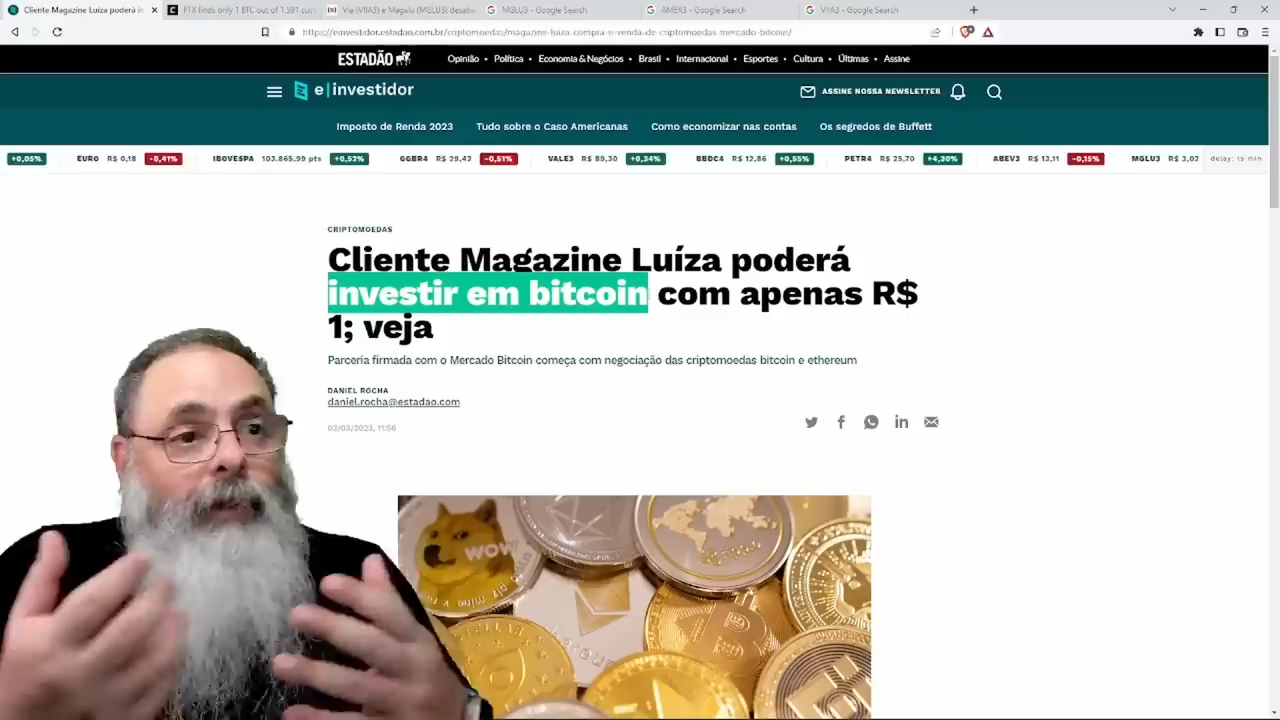 Cliente Magazine Luíza poderá in
FTX finds only 1 BTC out of 1,591 cust
Via (VIIA3) e Magalu (MGLU3) desab
MGLU3 - Google Search
AMER3 - Google Search
VIIA3 - Google Search
https://einvestidor.estadao.com.br/criptomoedas/magazine-luiza-compra-e-venda-de-criptomoedas-mercado-bitcoin/
ESTADÃO
Opinião • Política • Economia & Negócios • Brasil • Internacional • Esportes • Cultura • Últimas • Assine
e|investidor
ASSINE NOSSA NEWSLETTER
Imposto de Renda 2023 Tudo sobre o Caso Americanas Como economizar nas contas Os segredos de Buffett
+0,05% EURO R$ 0,18 -0,41% IBOVESPA 103.865,99 pts +0,52% GGBR4 R$ 29,42 -0,51% VALE3 R$ 89,30 +0,34% BBDC4 R$ 12,86 +0,55% PETR4 R$ 25,70 +4,30% ABEV3 R$ 13,11 -0,15% MGLU3 R$ 3,02 delay: 15 min
CRIPTOMOEDAS
Cliente Magazine Luíza poderá
investir em bitcoin com apenas R$
1; veja
Parceria firmada com o Mercado Bitcoin começa com negociação das criptomoedas bitcoin e ethereum
DANIEL ROCHA
daniel.rocha@estadao.com
03/03/2023, 11:56
WOW